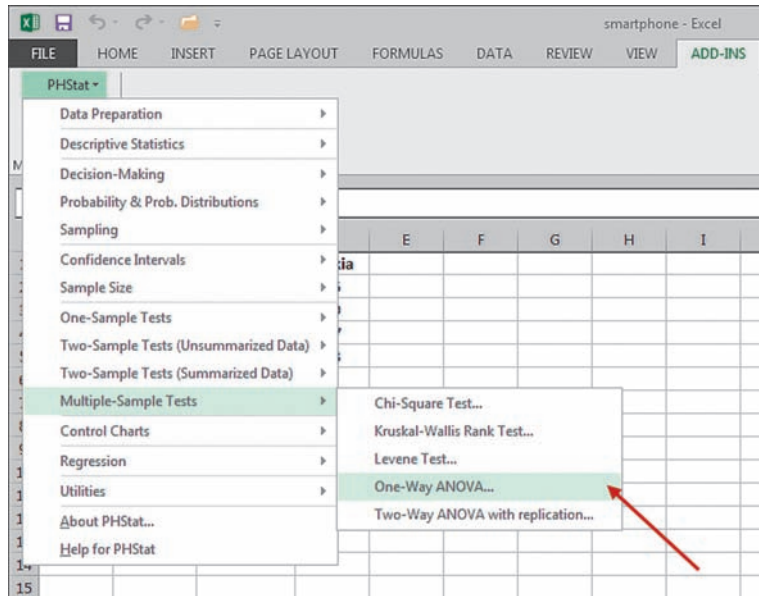 smartphone - Excel
FILE HOME INSERT PAGE LAYOUT FORMULAS DATA REVIEW VIEW ADD-INS
PHStat
Data Preparation
Descriptive Statistics
Decision-Making
Probability & Prob. Distributions
Sampling
Confidence Intervals
Sample Size
One-Sample Tests
Two-Sample Tests (Unsummarized Data)
Two-Sample Tests (Summarized Data)
Multiple-Sample Tests
Control Charts
Regression
Utilities
About PHStat...
Help for PHStat
Chi-Square Test...
Kruskal-Wallis Rank Test...
Levene Test...
One-Way ANOVA...
Two-Way ANOVA with replication...
E F G H I
14
15